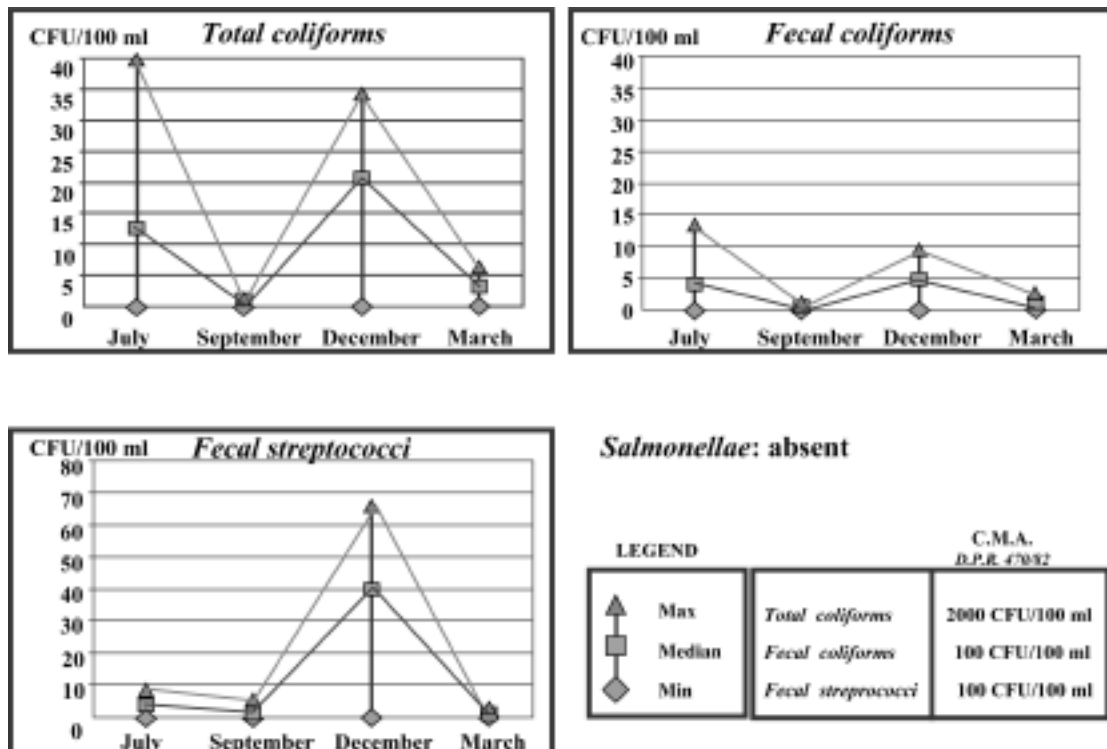 CFU/100 ml Total coliforms
40
35
30
25
20
15
10
5
0
July September December March
CFU/100 ml Fecal coliforms
40
35
30
25
20
15
10
5
0
July September December March
CFU/100 ml Fecal streptococci
80
70
60
50
40
30
20
10
0
July September December March
Salmonellae: absent
LEGEND
C.M.A.
D.P.R. 470/82
Max
Median
Min
Total coliforms 2000 CFU/100 ml
Fecal coliforms 100 CFU/100 ml
Fecal streprococci 100 CFU/100 ml